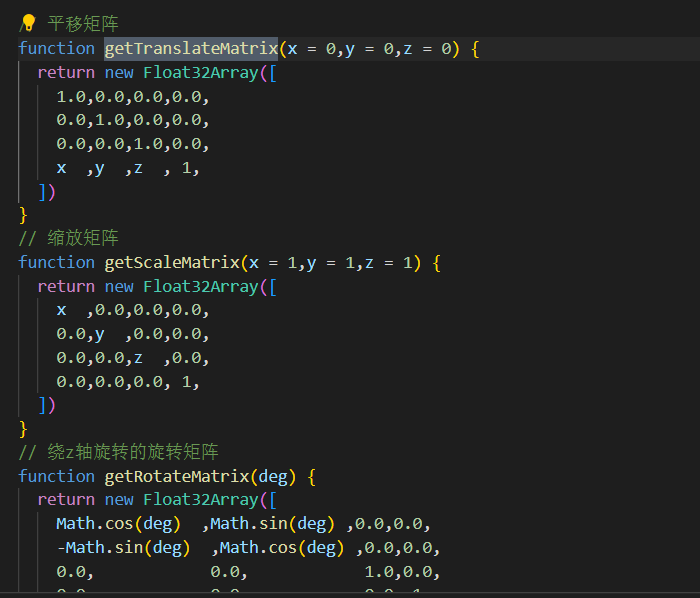 / 平移矩阵
function getTranslateMatrix(x = 0,y = 0,z = 0) {
  return new Float32Array([
    1.0,0.0,0.0,0.0,
    0.0,1.0,0.0,0.0,
    0.0,0.0,1.0,0.0,
    x  ,y  ,z  , 1,
  ])
}
// 缩放矩阵
function getScaleMatrix(x = 1,y = 1,z = 1) {
  return new Float32Array([
    x  ,0.0,0.0,0.0,
    0.0,y  ,0.0,0.0,
    0.0,0.0,z  ,0.0,
    0.0,0.0,0.0, 1,
  ])
}
// 绕z轴旋转的旋转矩阵
function getRotateMatrix(deg) {
  return new Float32Array([
    Math.cos(deg)  ,Math.sin(deg) ,0.0,0.0,
    -Math.sin(deg)  ,Math.cos(deg) ,0.0,0.0,
    0.0,            0.0,            1.0,0.0,